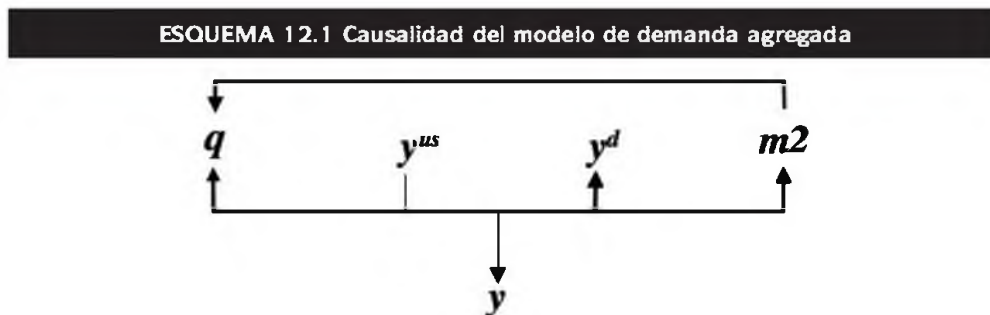 ESQUEMA 12.1 Causalidad del modelo de demanda agregada
q y^us y^d m2
y